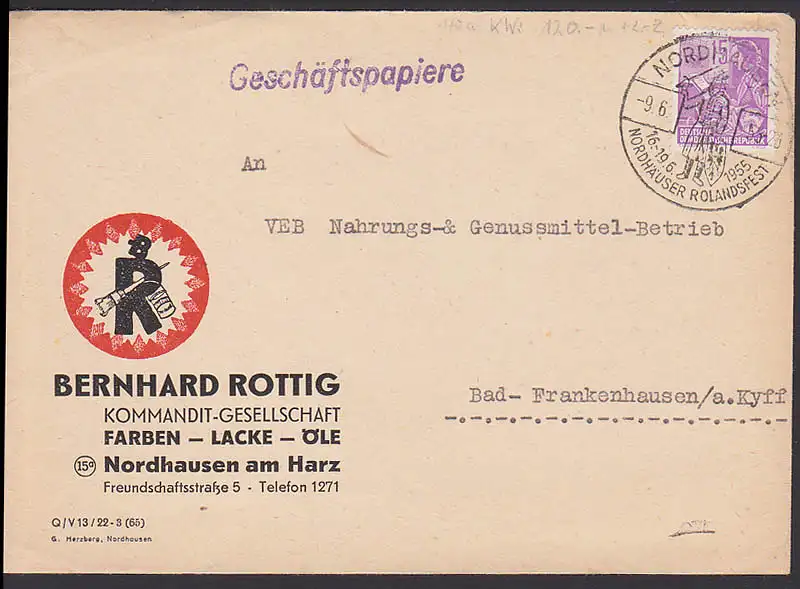 120.-
Geschäftspapiere
NORDHAUSEN
-9.6.
16.-19.6. 1955
NORDHÄUSER ROLANDSFEST
15
DEUTSCHE
DEMOKRATISCHE REPUBLIK
An
VEB Nahrungs-& Genussmittel-Betrieb
B
R
BERNHARD ROTTIG
KOMMANDIT-GESELLSCHAFT
FARBEN — LACKE — ÖLE
15a Nordhausen am Harz
Freundschaftsstraße 5 - Telefon 1271
Bad- Frankenhausen/a.Kyff
Q/V 13/22-3 (65)
G. Herzberg, Nordhausen